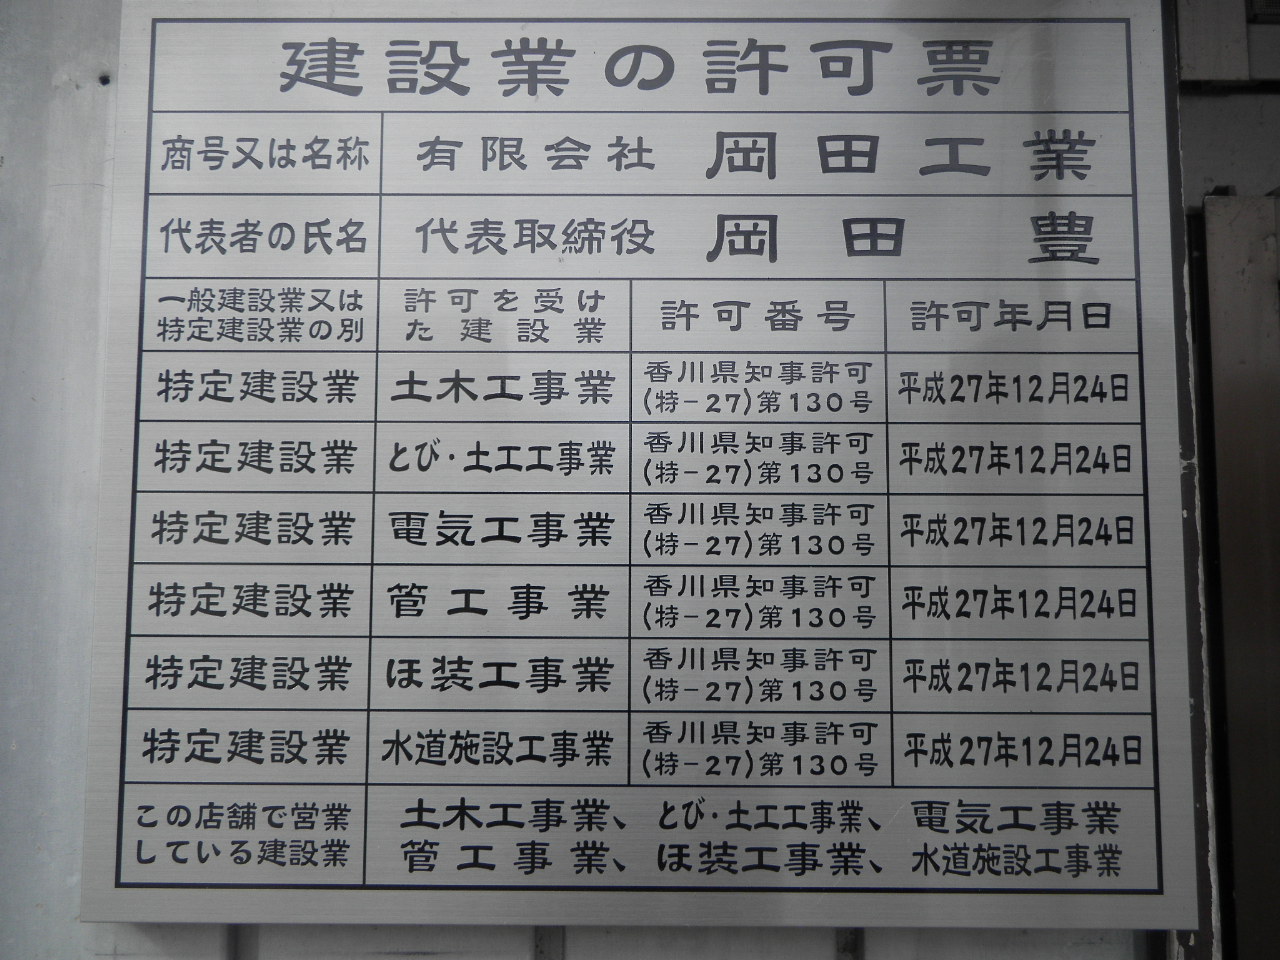 建設業の許可票
商号又は名称 有限会社 岡田工業
代表者の氏名 代表取締役 岡田 豊
一般建設業又は
特定建設業の別
許可を受け
た建設業
許可番号
許可年月日
特定建設業 土木工事業 香川県知事許可
(特-27)第130号 平成27年12月24日
特定建設業 とび・土工工事業 香川県知事許可
(特-27)第130号 平成27年12月24日
特定建設業 電気工事業 香川県知事許可
(特-27)第130号 平成27年12月24日
特定建設業 管工事業 香川県知事許可
(特-27)第130号 平成27年12月24日
特定建設業 ほ装工事業 香川県知事許可
(特-27)第130号 平成27年12月24日
特定建設業 水道施設工事業 香川県知事許可
(特-27)第130号 平成27年12月24日
この店舗で営業
している建設業
土木工事業、とび・土工工事業、電気工事業
管工事業、ほ装工事業、水道施設工事業